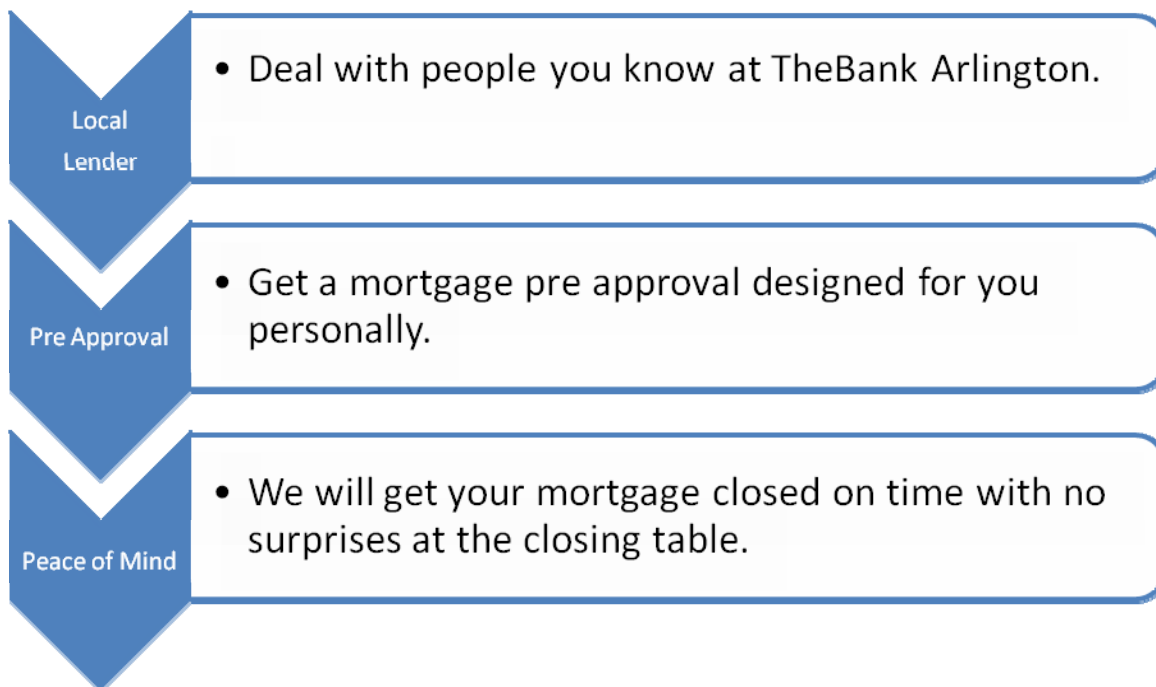 Local
Lender
• Deal with people you know at TheBank Arlington.
Pre Approval
• Get a mortgage pre approval designed for you
personally.
Peace of Mind
• We will get your mortgage closed on time with no
surprises at the closing table.